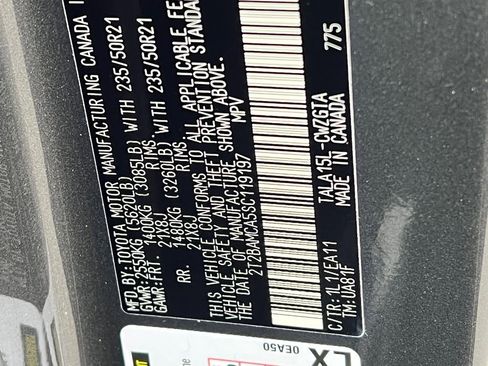 MFD. BY: TOYOTA MOTOR MANUFACTURING CANADA
GVWR: 2550KG (5620LB)
GAWR: FRT. 1400KG (3085LB) WITH 235/50R21
21X8J RIMS
RR. 1480KG (3260LB) WITH 235/50R21
21X8J RIMS
THIS VEHICLE CONFORMS TO ALL APPLICABLE FE
SAFETY AND THEFT PREVENTION STANDAR
THE DATE OF MANUFACTURE SHOWN ABOVE.
2T2BAMCA5SC119197 MPV
C/TR: 1L1/EA11 TALA15L-CWZGTA 775
TM: UA81F MADE IN CANADA
LX
0EA50